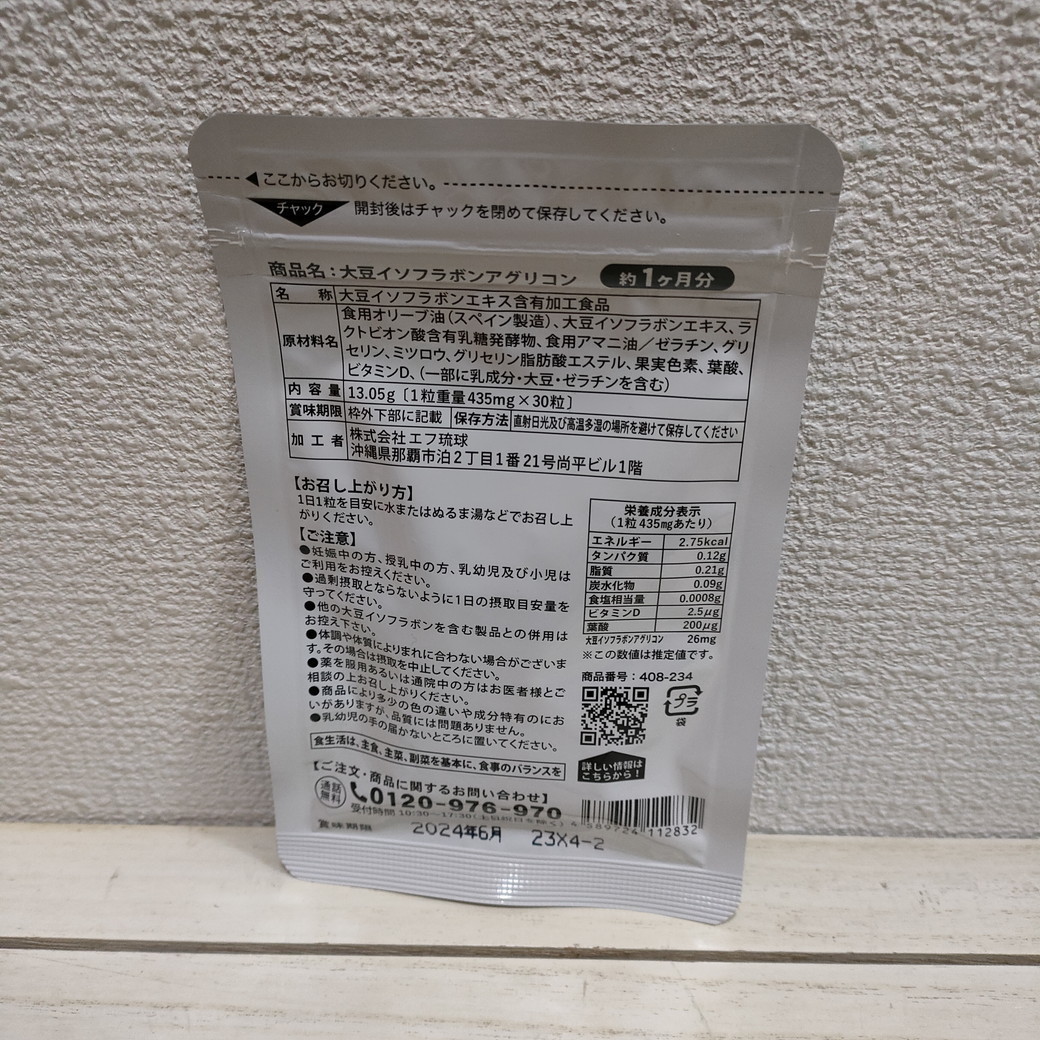 ここからお切りください。
チャック 開封後はチャックを閉めて保存してください。
商品名：大豆イソフラボンアグリコン 約1ヶ月分
名称 大豆イソフラボンエキス含有加工食品
原材料名 食用オリーブ油（スペイン製造）、大豆イソフラボンエキス、ラ
クトビオン酸含有乳糖発酵物、食用アマニ油／ゼラチン、グリ
セリン、ミツロウ、グリセリン脂肪酸エステル、果実色素、葉酸、
ビタミンD、（一部に乳成分・大豆・ゼラチンを含む）
内容量 13.05g〔1粒重量435mg×30粒〕
賞味期限 枠外下部に記載 保存方法 直射日光及び高温多湿の場所を避けて保存してください
加工者 株式会社エフ琉球
沖縄県那覇市泊2丁目1番21号尚平ビル1階
【お召し上がり方】
1日1粒を目安に水またはぬるま湯などでお召し上
がりください。
【ご注意】
●妊娠中の方、授乳中の方、乳幼児及び小児は
ご利用をお控えください。
●過剰摂取とならないように1日の摂取目安量を
守ってください。
●他の大豆イソフラボンを含む製品との併用は
お控え下さい。
●体調や体質によりまれに合わない場合がございま
す。その場合は摂取を中止してください。
●薬を服用あるいは通院中の方はお医者様とご
相談の上お召し上がりください。
●商品により多少の色の違いや成分特有のにお
いがありますが、品質には問題ありません。
●乳幼児の手の届かないところに置いてください。
食生活は、主食、主菜、副菜を基本に、食事のバランスを
栄養成分表示
（1粒435mgあたり）
エネルギー 2.75kcal
タンパク質 0.12g
脂質 0.21g
炭水化物 0.09g
食塩相当量 0.0008g
ビタミンD 2.5μg
葉酸 200μg
大豆イソフラボンアグリコン 26mg
※この数値は推定値です。
商品番号：408-234
プラ
袋
詳しい情報は
こちらから！
【ご注文・商品に関するお問い合わせ】
通話
無料 0120-976-970
受付時間 10:30～17:30（土日祝日を除く）
4 589724 112832
賞味期限 2024年6月 23X4-2